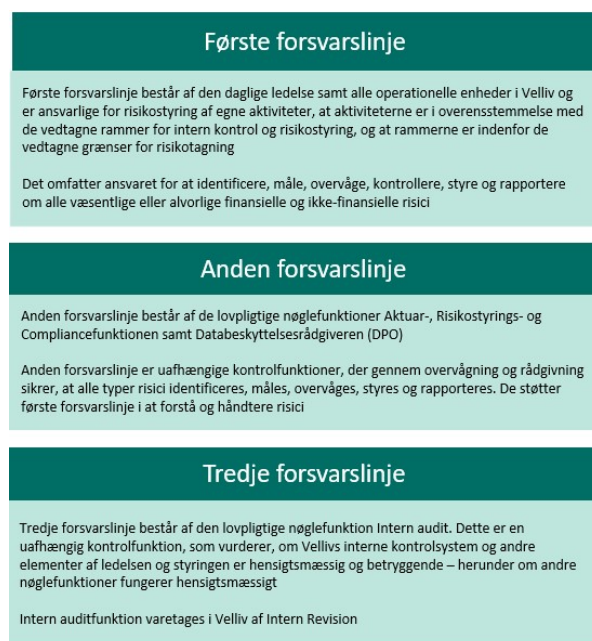 Første forsvarslinje
Første forsvarslinje består af den daglige ledelse samt alle operationelle enheder i Velliv og
er ansvarlige for risikostyring af egne aktiviteter, at aktiviteterne er i overensstemmelse med
de vedtagne rammer for intern kontrol og risikostyring, og at rammerne er indenfor de
vedtagne grænser for risikotagning
Det omfatter ansvaret for at identificere, måle, overvåge, kontrollere, styre og rapportere
om alle væsentlige eller alvorlige finansielle og ikke-finansielle risici
Anden forsvarslinje
Anden forsvarslinje består af de lovpligtige nøglefunktioner Aktuar-, Risikostyrings- og
Compliancefunktionen samt Databeskyttelsesrådgiveren (DPO)
Anden forsvarslinje er uafhængige kontrolfunktioner, der gennem overvågning og rådgivning
sikrer, at alle typer risici identificeres, måles, overvåges, styres og rapporteres. De støtter
første forsvarslinje i at forstå og håndtere risici
Tredje forsvarslinje
Tredje forsvarslinje består af den lovpligtige nøglefunktion Intern audit. Dette er en
uafhængig kontrolfunktion, som vurderer, om Vellivs interne kontrolsystem og andre
elementer af ledelsen og styringen er hensigtsmæssig og betryggende – herunder om andre
nøglefunktioner fungerer hensigtsmæssigt
Intern auditfunktion varetages i Velliv af Intern Revision